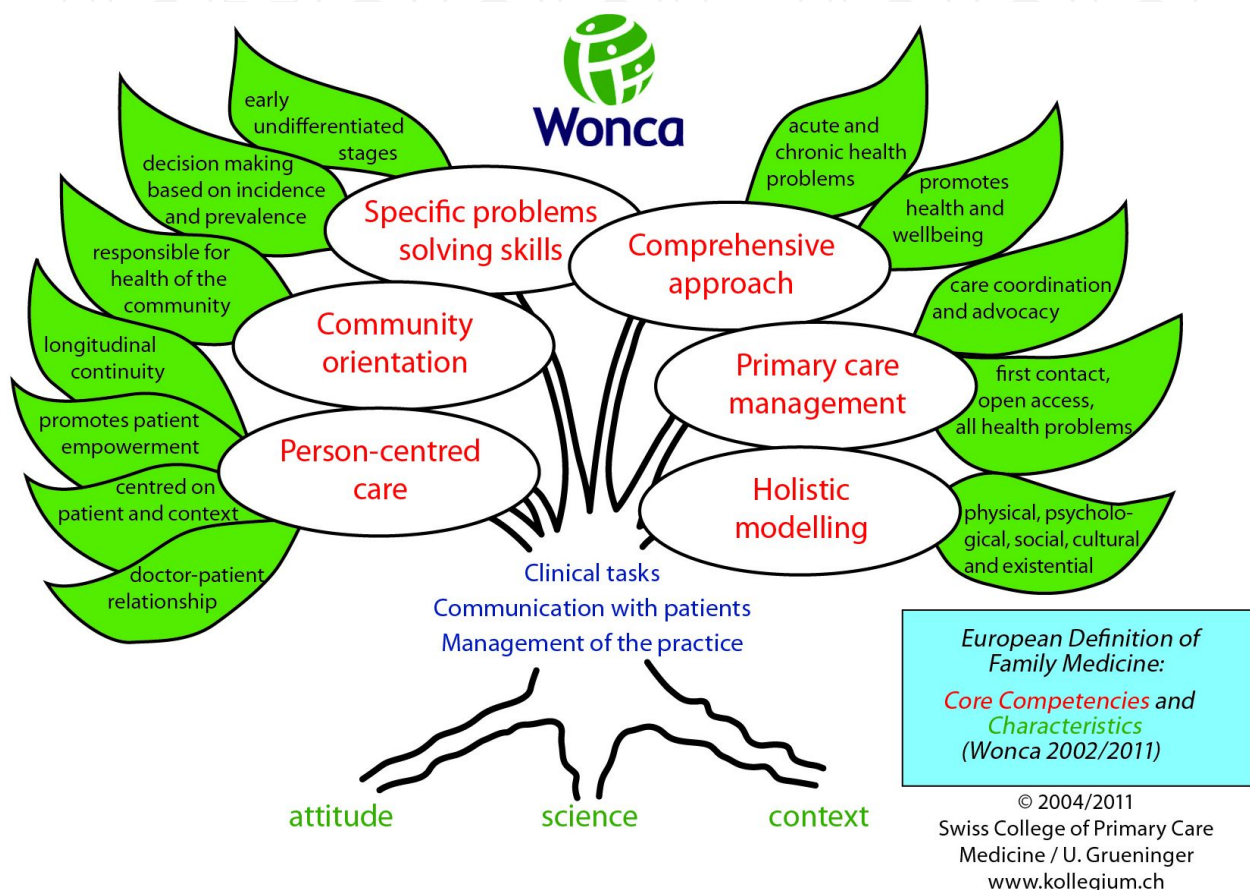 Wonca
early
undifferentiated
stages
decision making
based on incidence
and prevalence
responsible for
health of the
community
longitudinal
continuity
promotes patient
empowerment
centred on
patient and context
doctor-patient
relationship
Specific problems
solving skills
Community
orientation
Person-centred
care
Comprehensive
approach
Primary care
management
Holistic
modelling
acute and
chronic health
problems
promotes
health and
wellbeing
care coordination
and advocacy
first contact,
open access,
all health problems
physical, psycholo-
gical, social, cultural
and existential
Clinical tasks
Communication with patients
Management of the practice
attitude
science
context
European Definition of
Family Medicine:
Core Competencies and
Characteristics
(Wonca 2002/2011)
© 2004/2011
Swiss College of Primary Care
Medicine / U. Grueninger
www.kollegium.ch